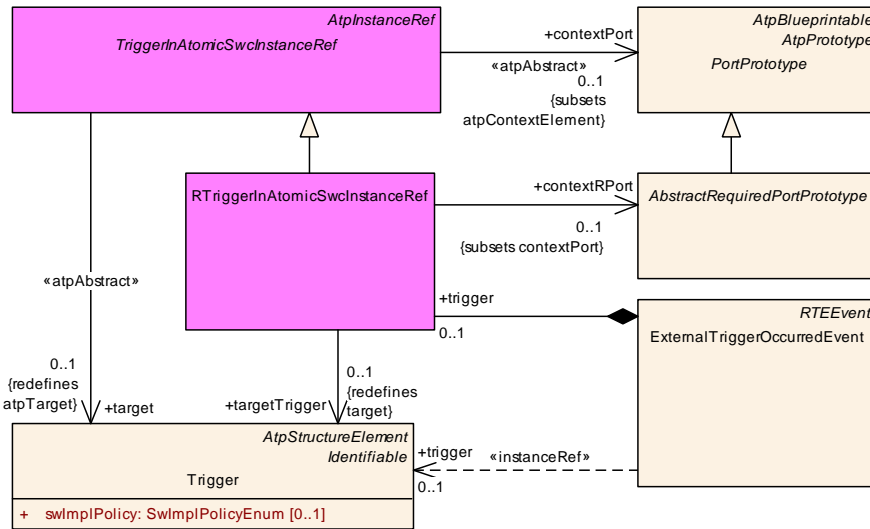 AtpInstanceRef
TriggerInAtomicSwcInstanceRef
+contextPort
«atpAbstract»
0..1
{subsets
atpContextElement}
AtpBlueprintable
AtpPrototype
PortPrototype
RTriggerInAtomicSwcInstanceRef
+contextRPort
0..1
{subsets contextPort}
AbstractRequiredPortPrototype
«atpAbstract»
+trigger
0..1
RTEEvent
ExternalTriggerOccurredEvent
0..1
{redefines
atpTarget}
+target
0..1
{redefines
target}
+targetTrigger
AtpStructureElement
Identifiable
Trigger
+ swImplPolicy: SwImplPolicyEnum [0..1]
+trigger
«instanceRef»
0..1